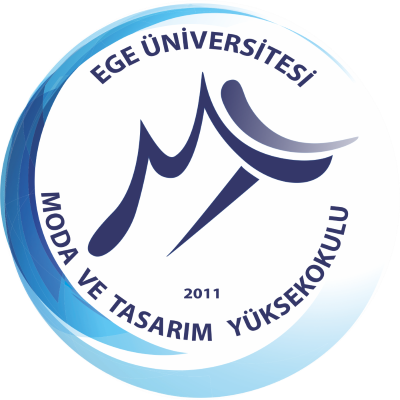 EGE ÜNİVERSİTESİ
2011
MODA VE TASARIM YÜKSEKOKULU